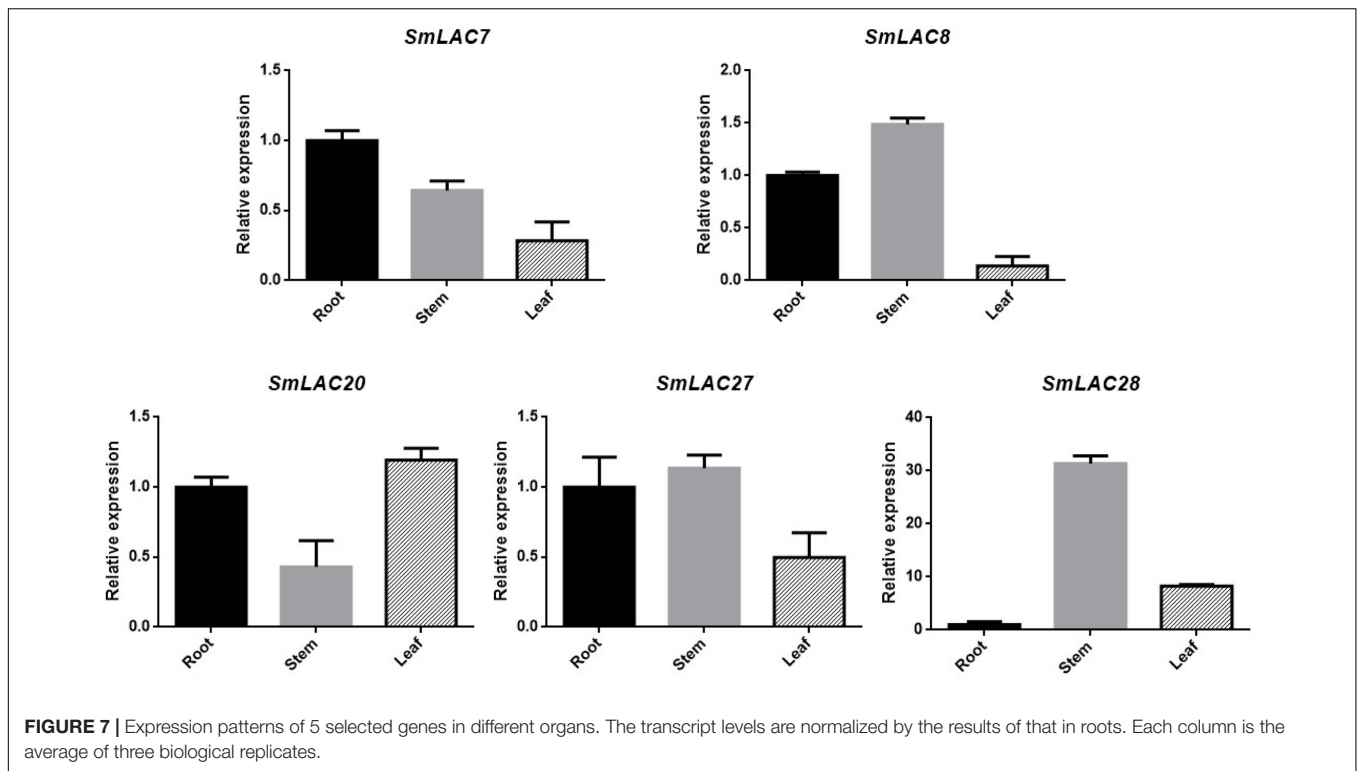 SmLAC7
SmLAC8
Relative expression
1.5
1.0
0.5
0.0
Root
Stem
Leaf
Relative expression
2.0
1.5
1.0
0.5
0.0
Root
Stem
Leaf
SmLAC20
SmLAC27
SmLAC28
Relative expression
1.5
1.0
0.5
0.0
Root
Stem
Leaf
Relative expression
1.5
1.0
0.5
0.0
Root
Stem
Leaf
Relative expression
40
30
20
10
0
Root
Stem
Leaf
FIGURE 7 | Expression patterns of 5 selected genes in different organs. The transcript levels are normalized by the results of that in roots. Each column is the
average of three biological replicates.